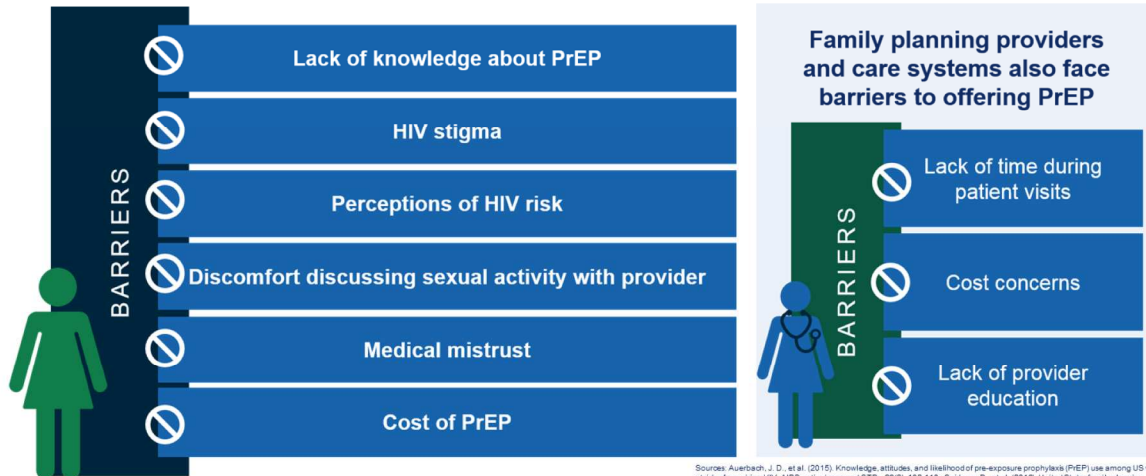 BARRIERS
Lack of knowledge about PrEP
HIV stigma
Perceptions of HIV risk
Discomfort discussing sexual activity with provider
Medical mistrust
Cost of PrEP
Family planning providers
and care systems also face
barriers to offering PrEP
BARRIERS
Lack of time during
patient visits
Cost concerns
Lack of provider
education
Sources: Auerbach, J. D., et al. (2015). Knowledge, attitudes, and likelihood of pre-exposure prophylaxis (PrEP) use among US